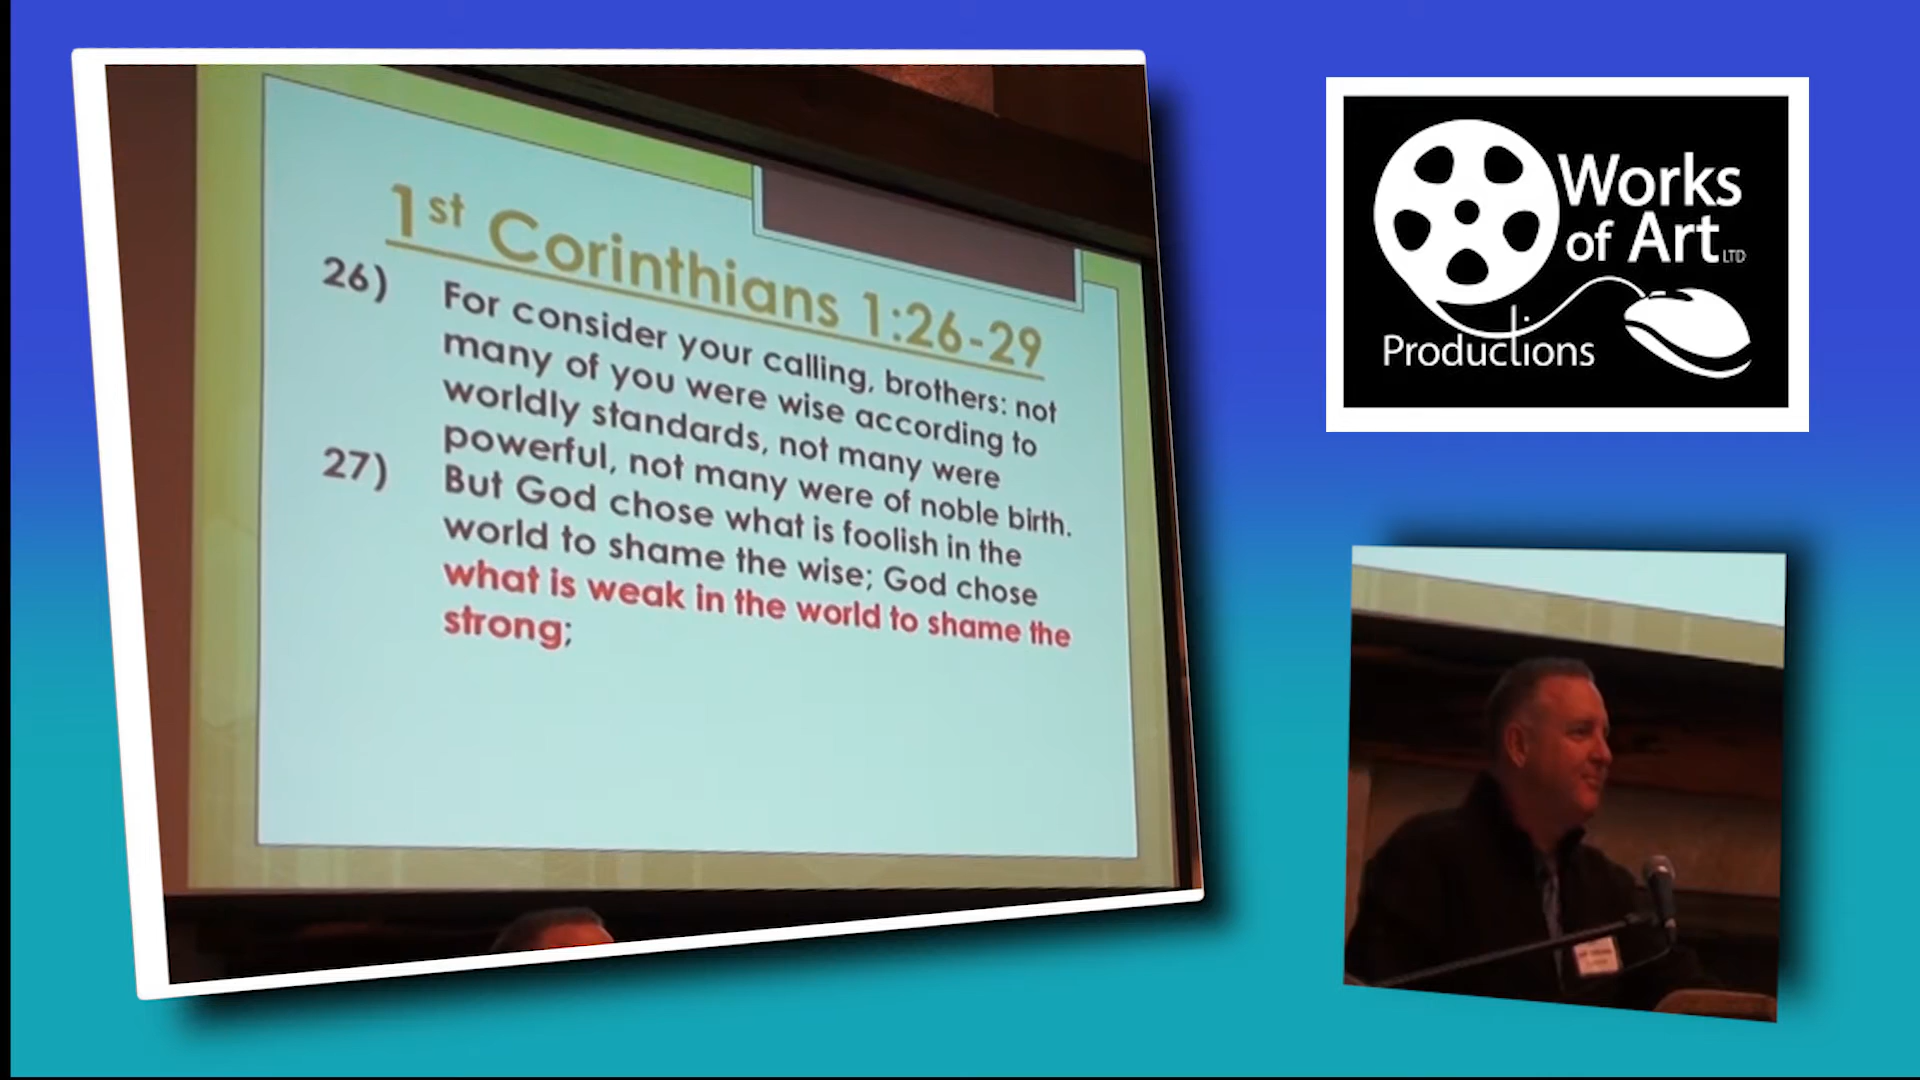 1st Corinthians 1:26-29
26) For consider your calling, brothers: not
many of you were wise according to
worldly standards, not many were
powerful, not many were of noble birth.
27) But God chose what is foolish in the
world to shame the wise; God chose
what is weak in the world to shame the
strong;
Works
of Art LTD
Productions